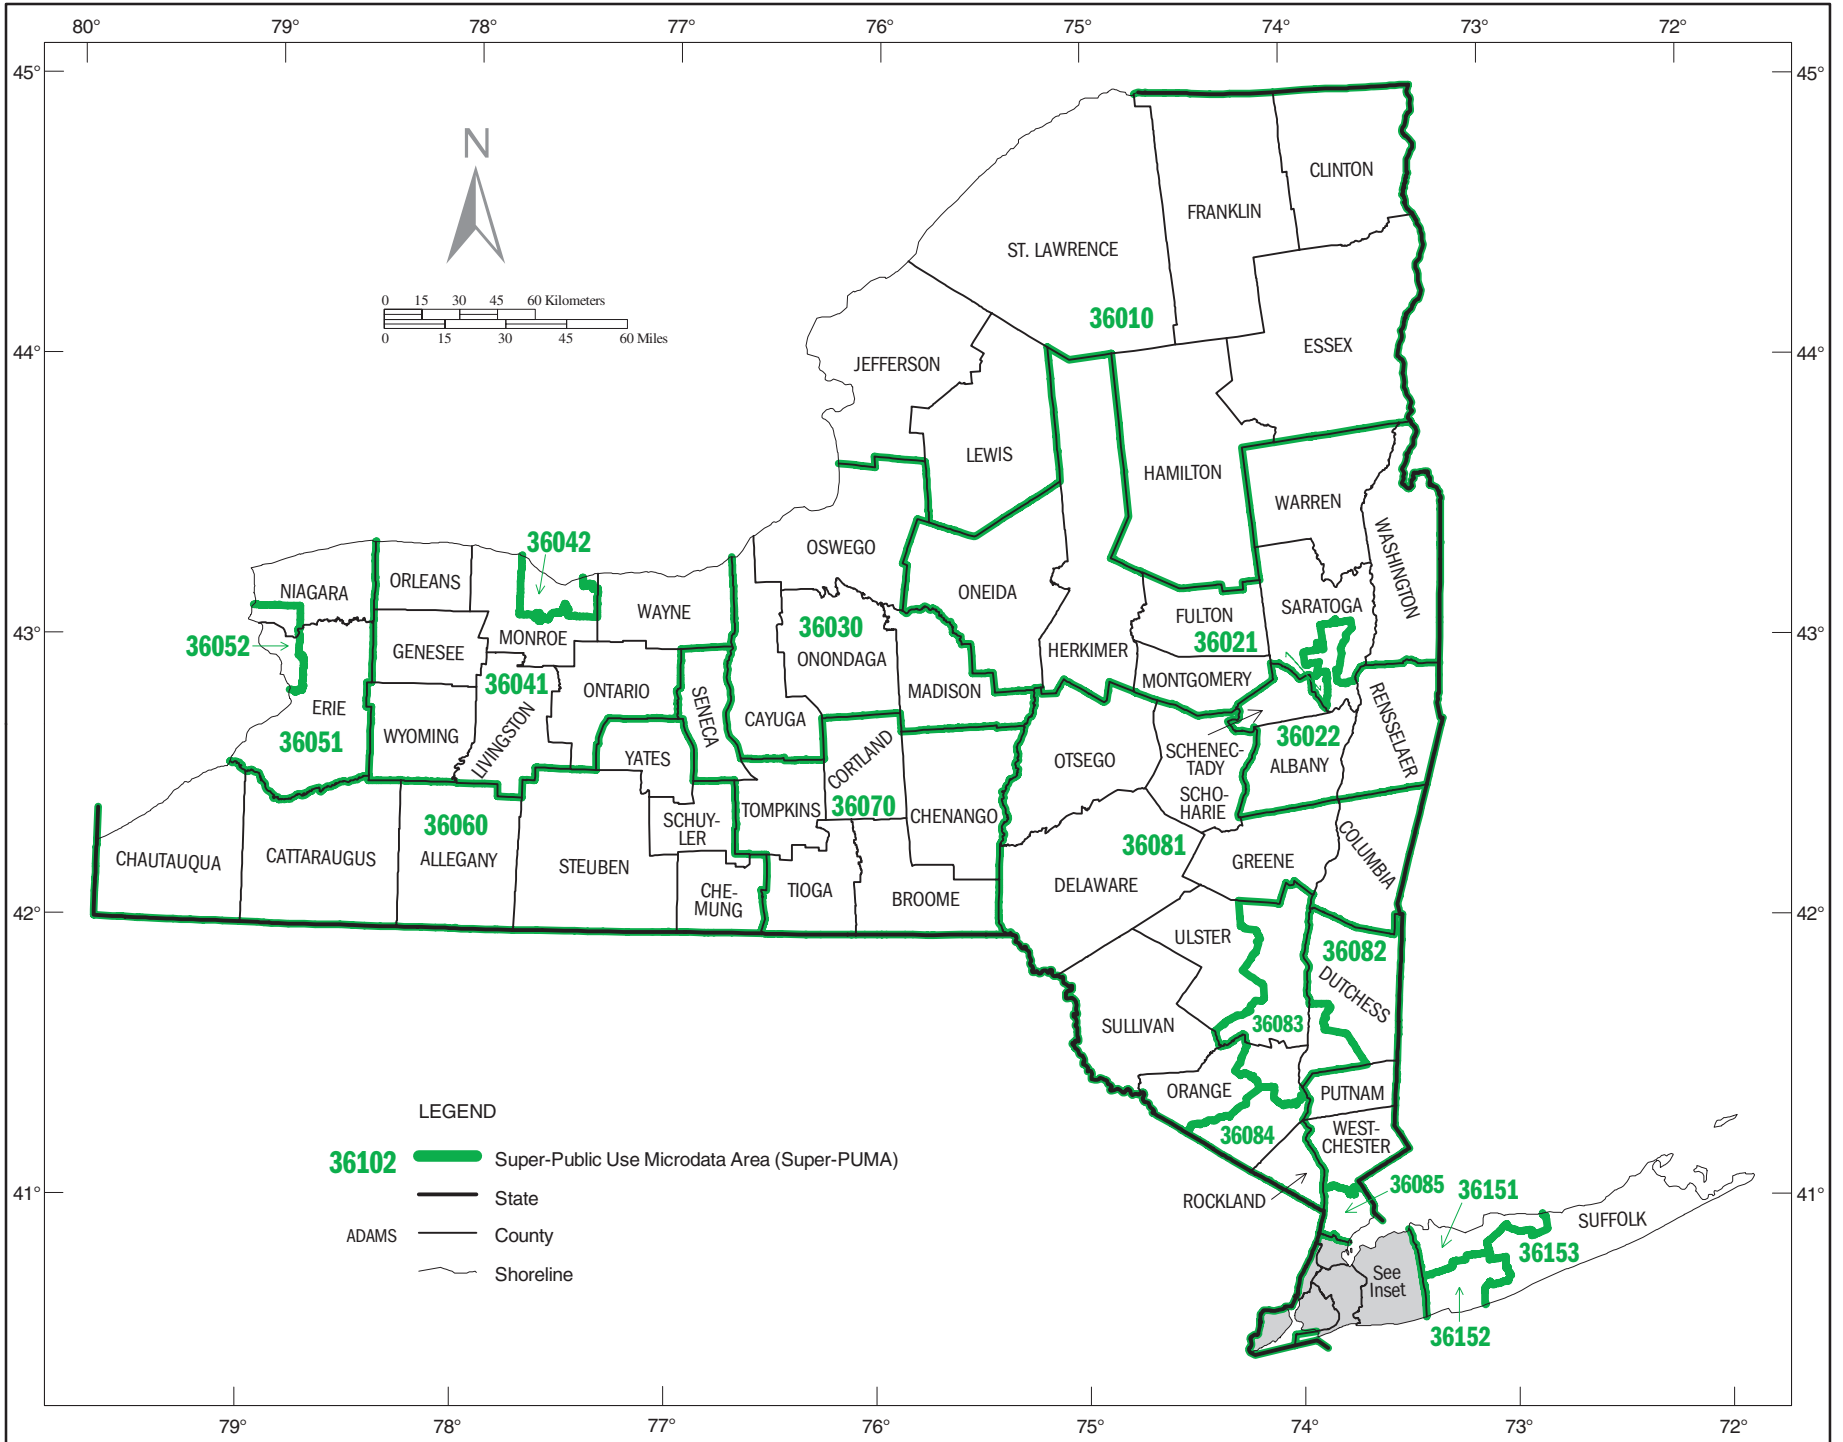 80° 79° 78° 77° 76° 75° 74° 73° 72°
45° 45°
N
CLINTON
FRANKLIN
ST. LAWRENCE
0 15 30 45 60 Kilometers
0 15 30 45 60 Miles
36010
44° 44°
ESSEX
JEFFERSON
LEWIS
HAMILTON
WARREN
WASHINGTON
36042
OSWEGO
NIAGARA
ORLEANS
WAYNE
ONEIDA
SARATOGA
FULTON
43° 43°
36052
MONROE
36030
36021
GENESEE
ONONDAGA
HERKIMER
MONTGOMERY
36041
ONTARIO
SENECA
MADISON
RENSSELAER
ERIE
36051
WYOMING
LIVINGSTON
CAYUGA
36022
YATES
CORTLAND
OTSEGO
SCHENEC-
TADY
ALBANY
SCHO-
HARIE
36060
SCHUY-
LER
TOMPKINS
36070
CHENANGO
36081
COLUMBIA
CHAUTAUQUA
CATTARAUGUS
ALLEGANY
STEUBEN
GREENE
CHE-
MUNG
TIOGA
BROOME
DELAWARE
42° 42°
ULSTER
36082
DUTCHESS
SULLIVAN
36083
ORANGE
PUTNAM
36084
WEST-
CHESTER
LEGEND
36102 Super-Public Use Microdata Area (Super-PUMA)
State
ADAMS County
Shoreline
41° 41°
ROCKLAND
36085
36151
SUFFOLK
36153
See
Inset
36152
79° 78° 77° 76° 75° 74° 73° 72°